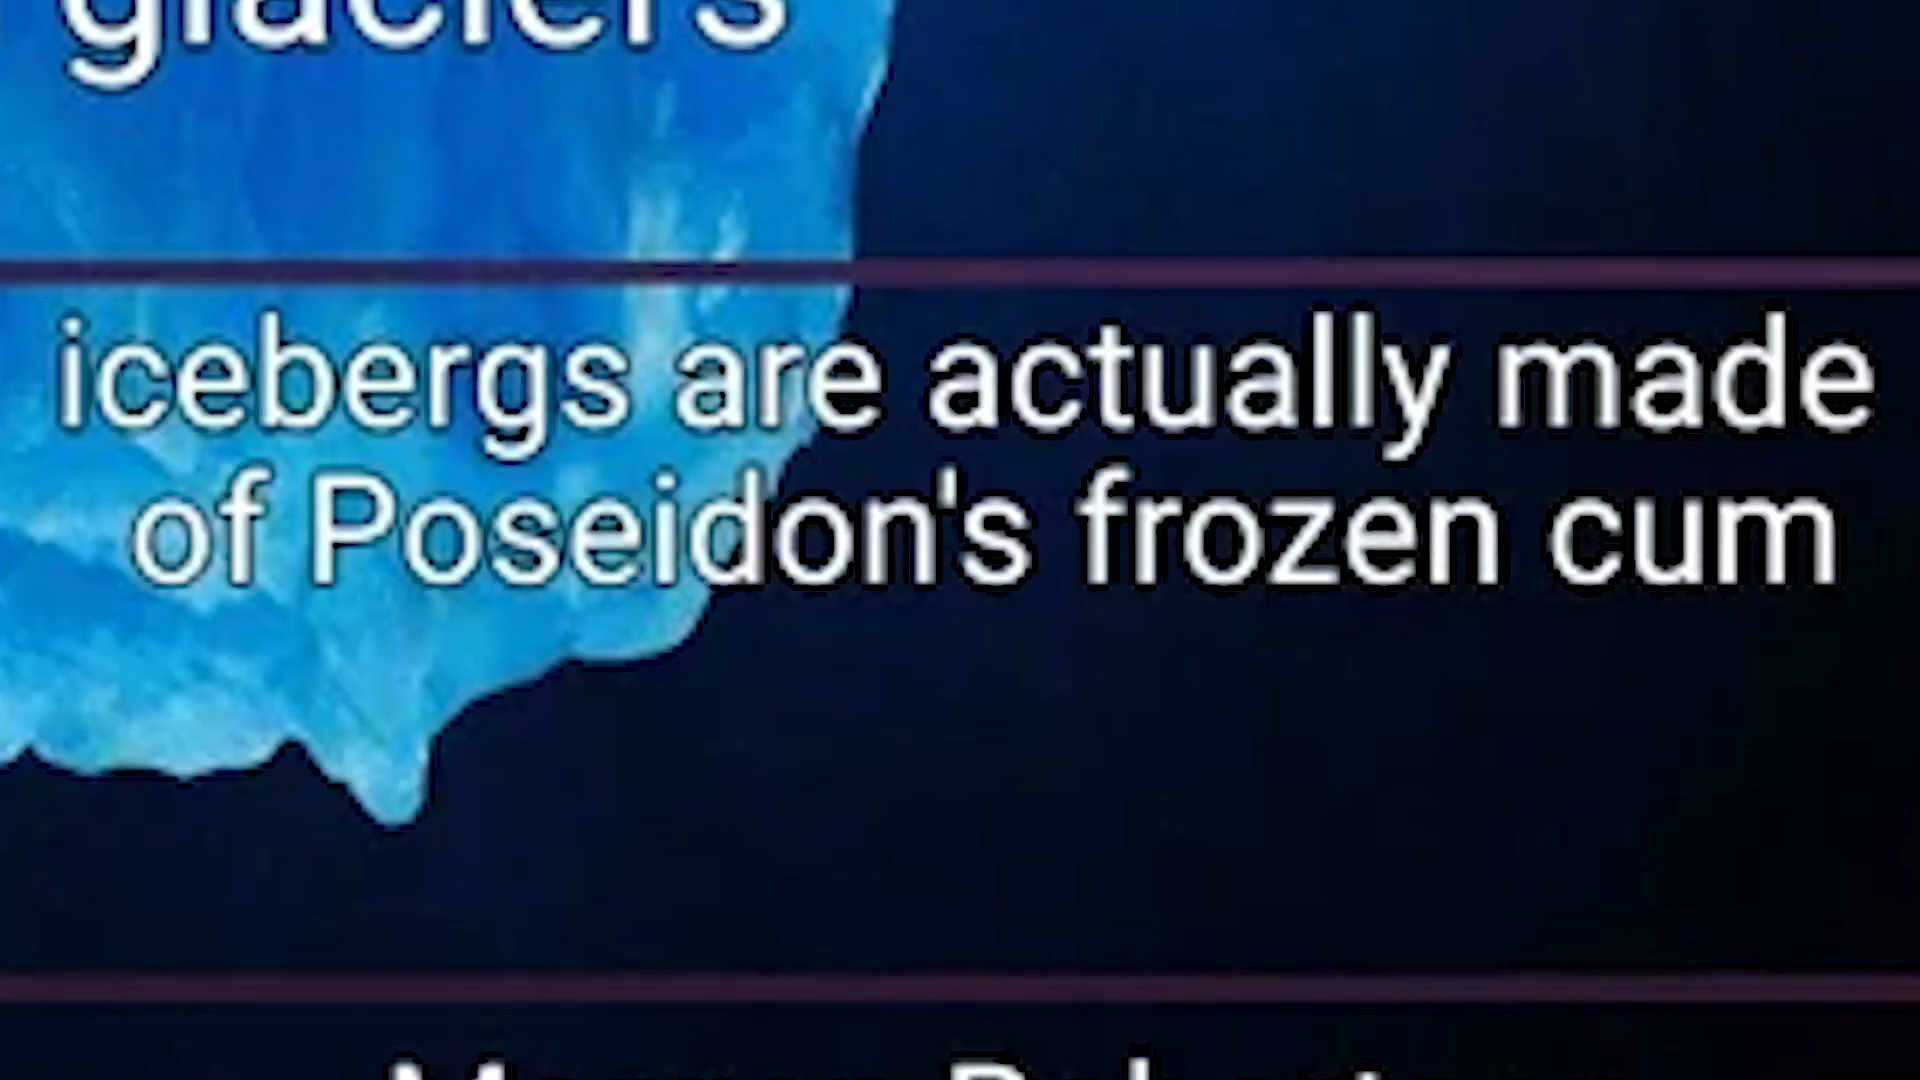 glaciers
icebergs are actually made
of Poseidon's frozen cum